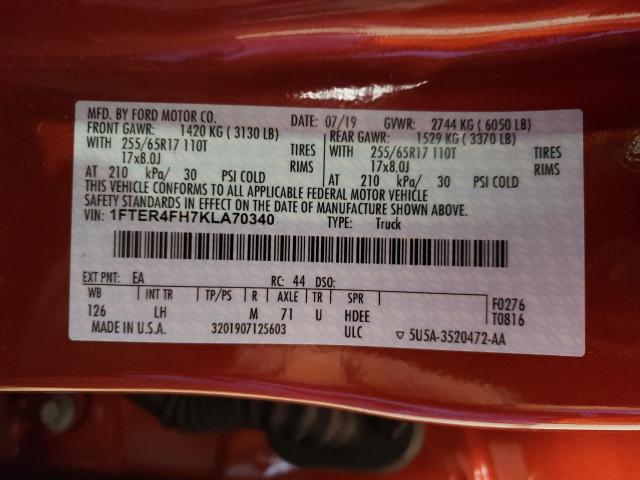 MFD. BY FORD MOTOR CO. DATE: 07/19 GVWR: 2744 KG ( 6050 LB)
FRONT GAWR: 1420 KG ( 3130 LB) REAR GAWR: 1529 KG ( 3370 LB)
WITH 255/65R17 110T TIRES WITH 255/65R17 110T TIRES
17x8.0J RIMS 17x8.0J RIMS
AT 210 kPa/ 30 PSI COLD AT 210 kPa/ 30 PSI COLD
THIS VEHICLE CONFORMS TO ALL APPLICABLE FEDERAL MOTOR VEHICLE
SAFETY STANDARDS IN EFFECT ON THE DATE OF MANUFACTURE SHOWN ABOVE.
VIN: 1FTER4FH7KLA70340 TYPE: Truck
EXT PNT: EA RC: 44 DSO:
WB INT TR TP/PS R AXLE TR SPR F0276
126 LH M 71 U HDEE T0816
MADE IN U.S.A. 3201907125603 ULC ▽ 5U5A-3520472-AA